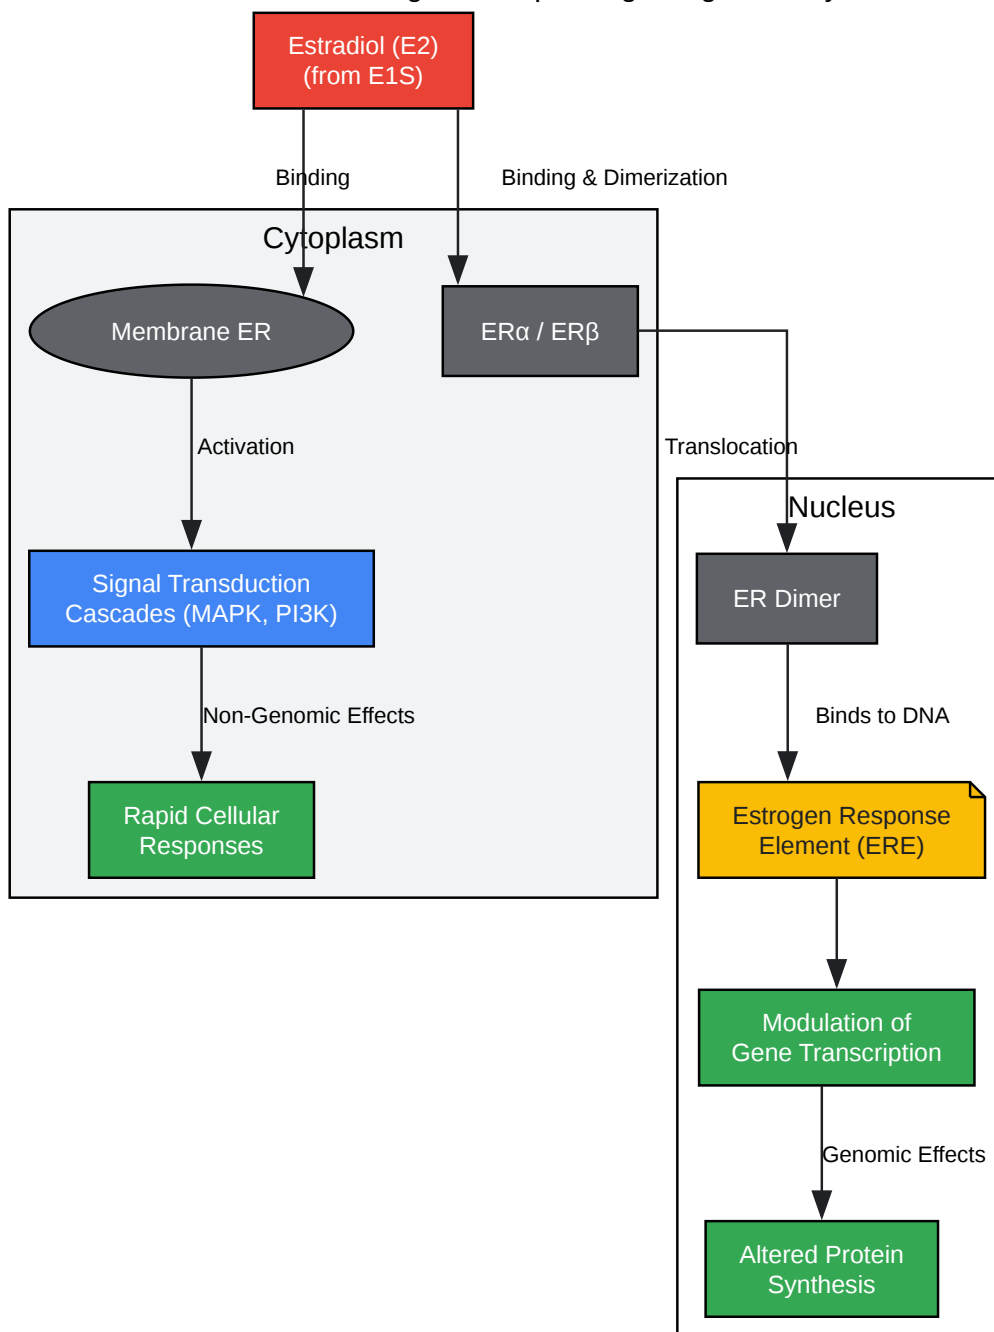 Estradiol (E2)
(from E1S)
Binding
Binding & Dimerization
Cytoplasm
Membrane ER
ERα / ERβ
Activation
Translocation
Nucleus
Signal Transduction
Cascades (MAPK, PI3K)
ER Dimer
Non-Genomic Effects
Binds to DNA
Rapid Cellular
Responses
Estrogen Response
Element (ERE)
Modulation of
Gene Transcription
Genomic Effects
Altered Protein
Synthesis